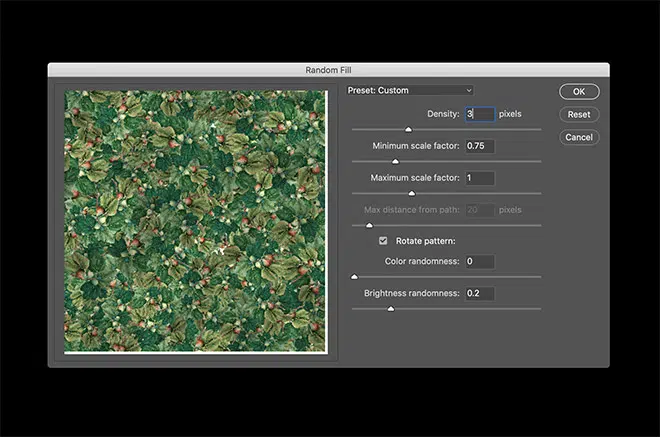 Random Fill
Preset: Custom
OK
Density: 3 pixels
Reset
Cancel
Minimum scale factor: 0.75
Maximum scale factor: 1
Max distance from path: 20 pixels
Rotate pattern:
Color randomness: 0
Brightness randomness: 0.2